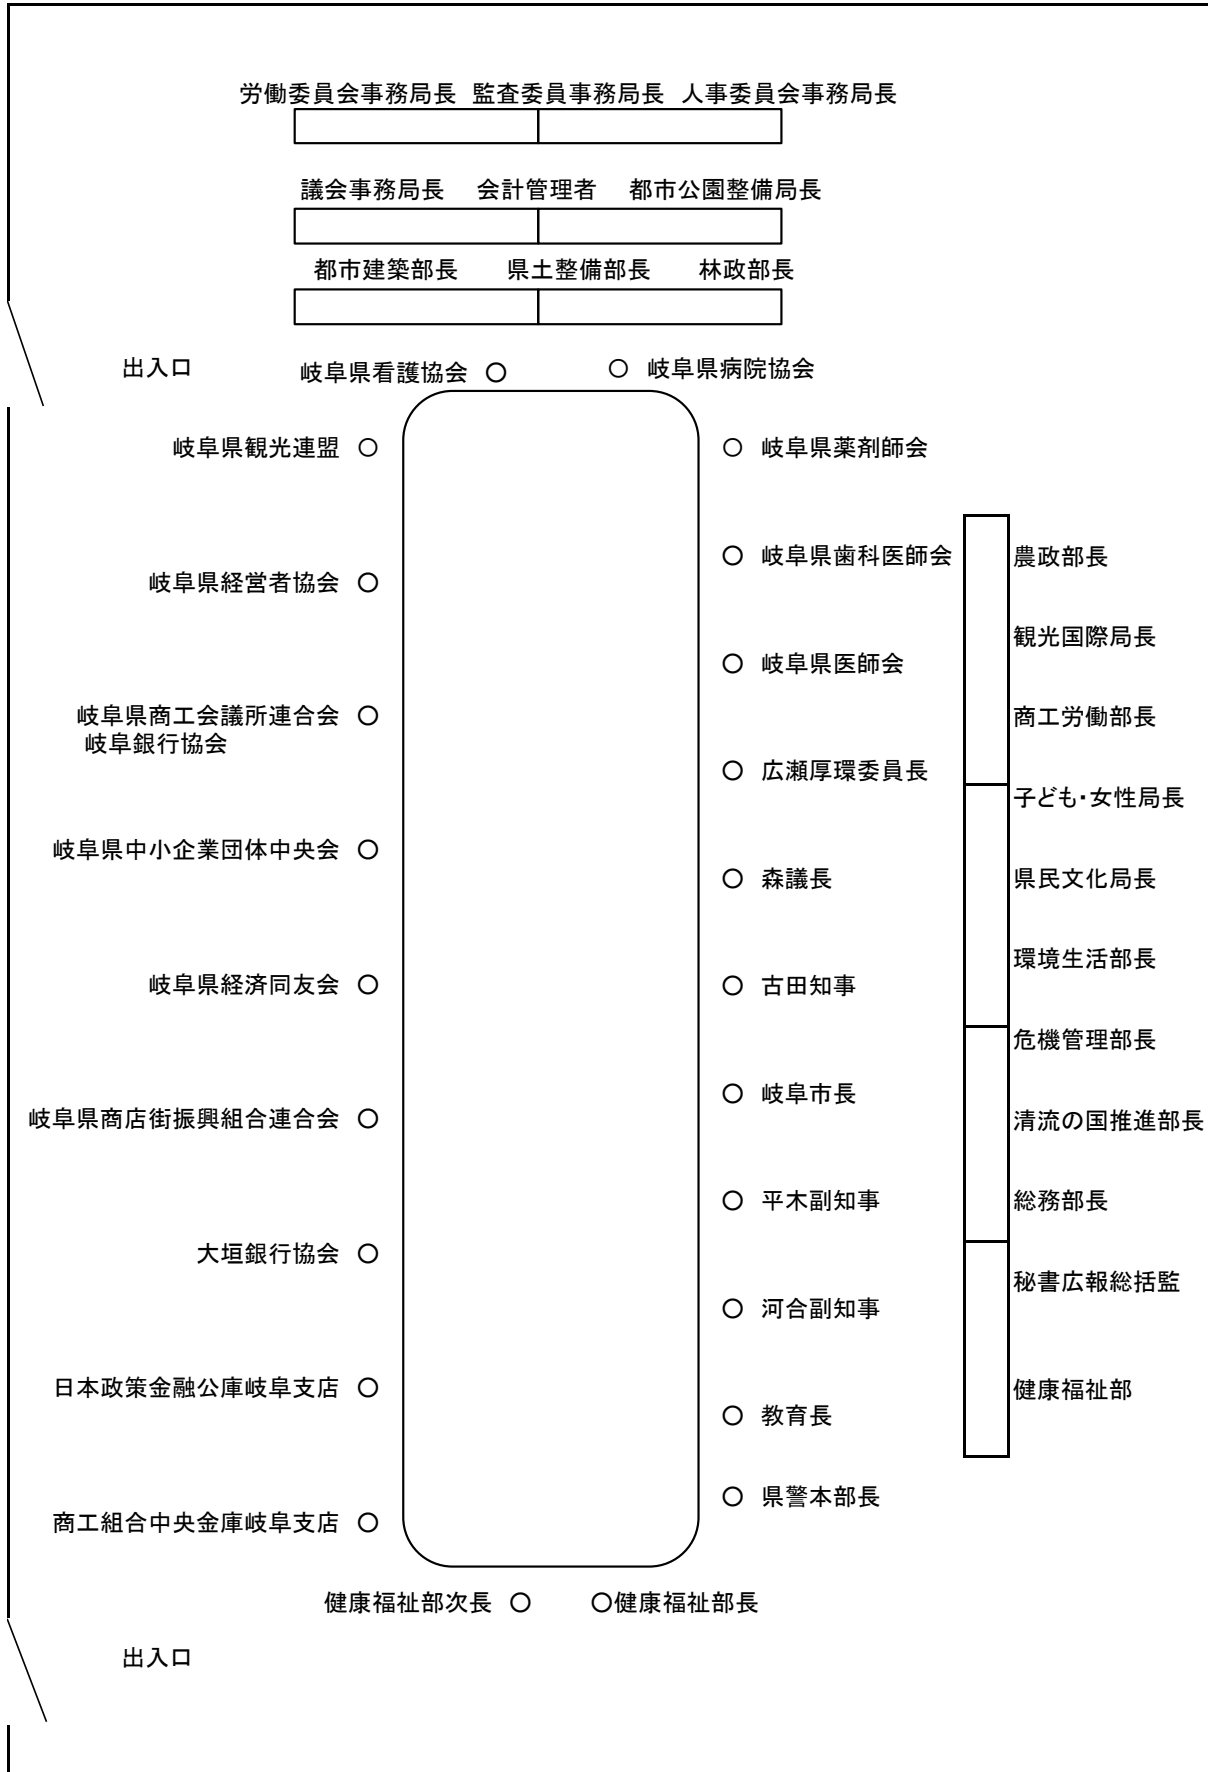 労働委員会事務局長 監査委員事務局長 人事委員会事務局長
議会事務局長 会計管理者 都市公園整備局長
都市建築部長 県土整備部長 林政部長
出入口
岐阜県看護協会 ○ ○ 岐阜県病院協会
岐阜県観光連盟 ○
岐阜県経営者協会 ○
岐阜県商工会議所連合会 ○
岐阜銀行協会
岐阜県中小企業団体中央会 ○
岐阜県経済同友会 ○
岐阜県商店街振興組合連合会 ○
大垣銀行協会 ○
日本政策金融公庫岐阜支店 ○
商工組合中央金庫岐阜支店 ○
○ 岐阜県薬剤師会
○ 岐阜県歯科医師会
○ 岐阜県医師会
○ 広瀬厚環委員長
○ 森議長
○ 古田知事
○ 岐阜市長
○ 平木副知事
○ 河合副知事
○ 教育長
○ 県警本部長
農政部長
観光国際局長
商工労働部長
子ども・女性局長
県民文化局長
環境生活部長
危機管理部長
清流の国推進部長
総務部長
秘書広報総括監
健康福祉部
健康福祉部次長 ○ ○健康福祉部長
出入口